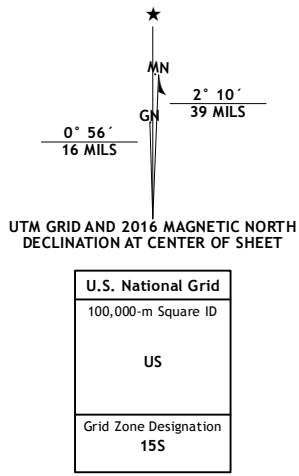 ★
MN
GN
2° 10´
39 MILS
0° 56´
16 MILS
UTM GRID AND 2016 MAGNETIC NORTH
DECLINATION AT CENTER OF SHEET
U.S. National Grid
100,000-m Square ID
US
Grid Zone Designation
15S